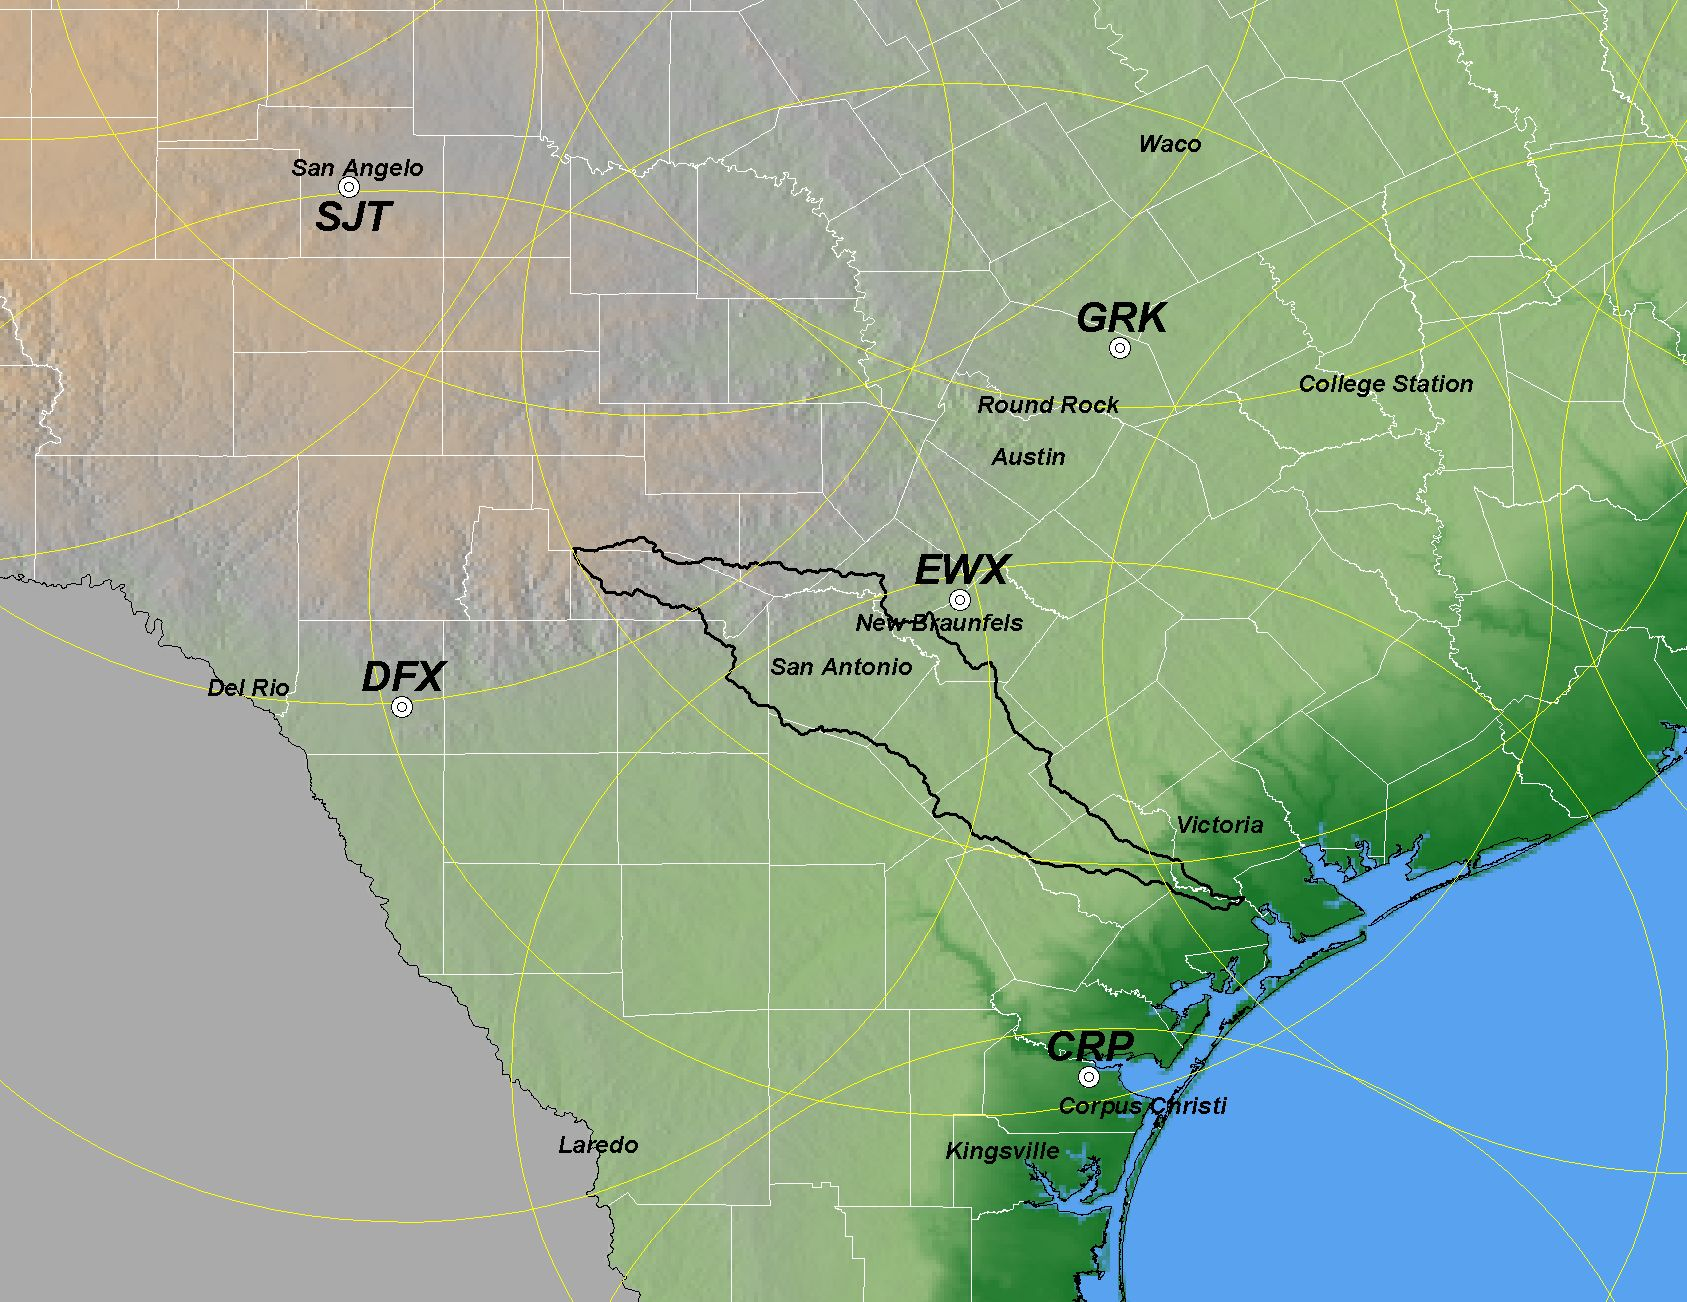 Waco
San Angelo
SJT
GRK
College Station
Round Rock
Austin
EWX
New Braunfels
San Antonio
DFX
Del Rio
Victoria
CRP
Corpus Christi
Laredo
Kingsville